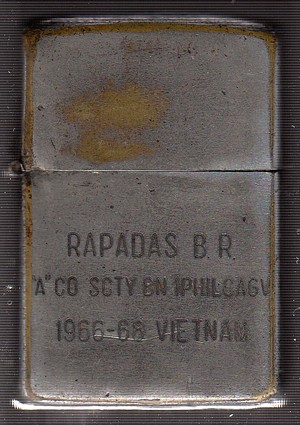 RAPADAS B.R.
"A" CO SCTY BN 1PHILCAGV
1966-68 VIETNAM